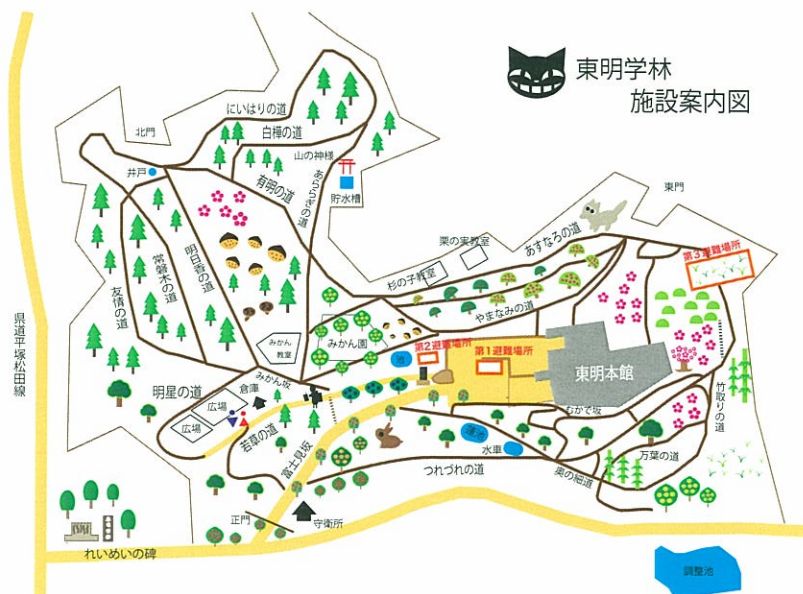 東明学林
施設案内図
にいはりの道
北門
白樺の道
山の神様
井戸
有明の道
あららぎの道
貯水槽
東門
栗の実教室
あすなろの道
第3避難場所
杉の子教室
明日香の道
常磐木の道
友情の道
やまなみの道
県道平塚松田線
みかん
教室
みかん園
池
第2避難場所
第1避難場所
東明本館
明星の道
みかん坂
倉庫
広場
広場
若草の道
竹取りの道
むかで坂
蓮池
水車
万葉の道
富士見坂
つれづれの道
奥の細道
正門
守衛所
れいめいの碑
調整池